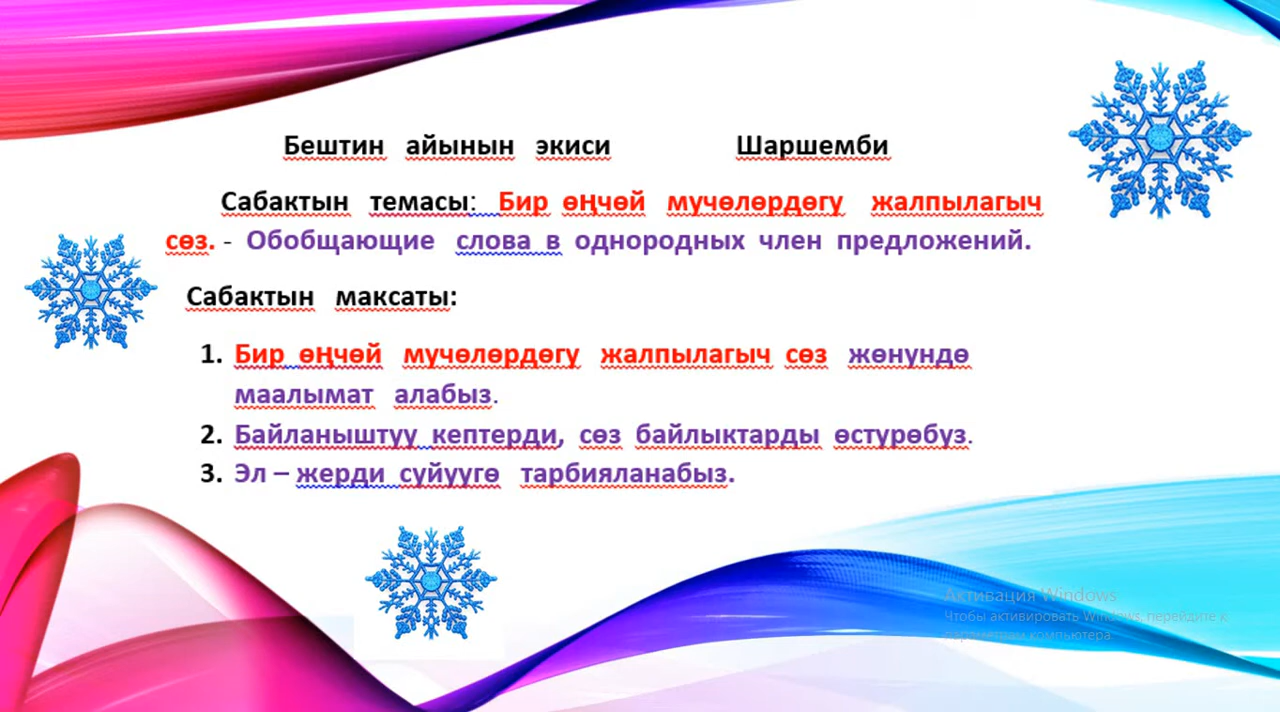 Бештин айынын экиси Шаршемби
Сабактын темасы: Бир өңчөй мүчөлөрдөгү жалпылагыч
сөз. - Обобщающие слова в однородных член предложений.
Сабактын максаты:
1. Бир өңчөй мүчөлөрдөгү жалпылагыч сөз жөнүндө
маалымат алабыз.
2. Байланыштуу кептерди, сөз байлыктарды өстүрөбүз.
3. Эл – жерди сүйүүгө тарбияланабыз.
Активация Windows
Чтобы активировать Windows, перейдите к
параметрам компьютера.